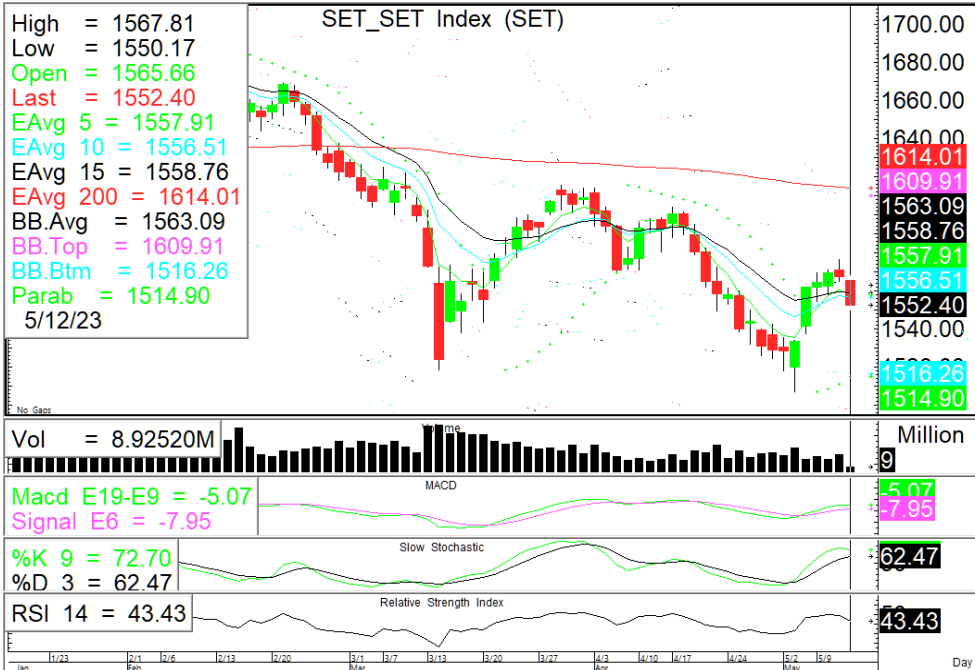 SET_SET Index (SET)
High = 1567.81
Low = 1550.17
Open = 1565.66
Last = 1552.40
EAvg 5 = 1557.91
EAvg 10 = 1556.51
EAvg 15 = 1558.76
EAvg 200 = 1614.01
BB.Avg = 1563.09
BB.Top = 1609.91
BB.Btm = 1516.26
Parab = 1514.90
5/12/23
No Gaps
1700.00
1680.00
1660.00
1640.00
1614.01
1609.91
1563.09
1558.76
1557.91
1556.51
1552.40
1540.00
1516.26
1514.90
Vol = 8.92520M
Million
9
MACD
Macd E19-E9 = -5.07
Signal E6 = -7.95
-5.07
-7.95
Slow Stochastic
%K 9 = 72.70
%D 3 = 62.47
62.47
Relative Strength Index
RSI 14 = 43.43
43.43
1/23 2/1 2/6 2/13 2/20 3/1 3/7 3/13 3/20 3/27 4/3 4/10 4/17 4/24 5/2 5/9
Jan Feb Mar Apr May
Day